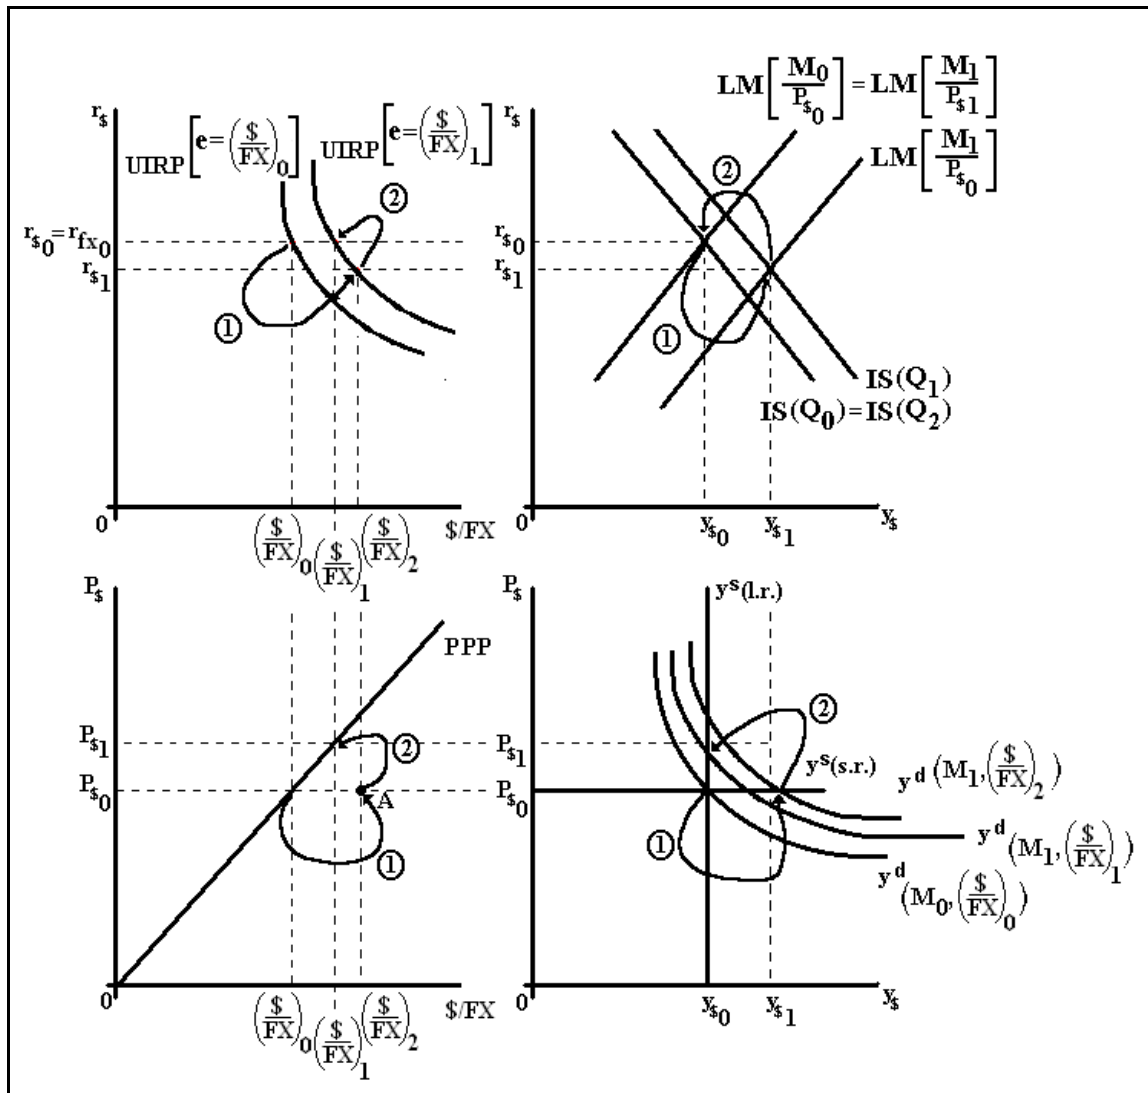 LM[M0/P$0] = LM[M1/P$1]
r$
UIRP[e=($/FX)0]
UIRP[e=($/FX)1]
r$
LM[M1/P$0]
②
②
r$0=rfx0
r$0
r$1
r$1
①
①
IS(Q1)
IS(Q0)=IS(Q2)
0
($/FX)0
($/FX)1
($/FX)2
$/FX
0
y$0
y$1
y$
P$
P$
yˢ(l.r.)
PPP
②
P$1
②
P$1
yˢ(s.r.)
P$0
A
P$0
yᵈ(M1,($/FX)2)
①
①
yᵈ(M1,($/FX)1)
yᵈ(M0,($/FX)0)
0
($/FX)0
($/FX)1
($/FX)2
$/FX
0
y$0
y$1
y$